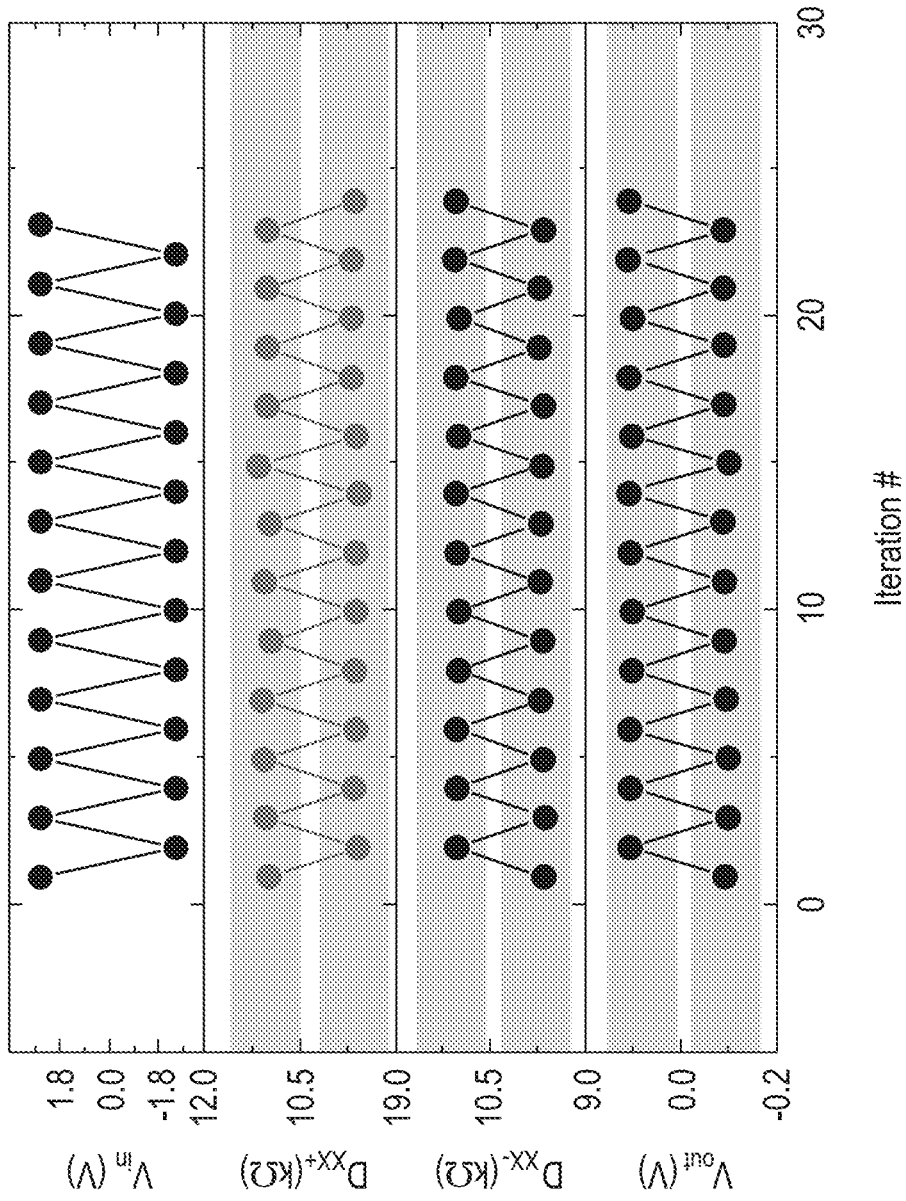 V_in (V)
1.8
0.0
-1.8
D_XX+ (kΩ)
12.0
10.5
19.0
D_XX- (kΩ)
10.5
9.0
V_out (V)
0.0
-0.2
0 10 20 30
Iteration #